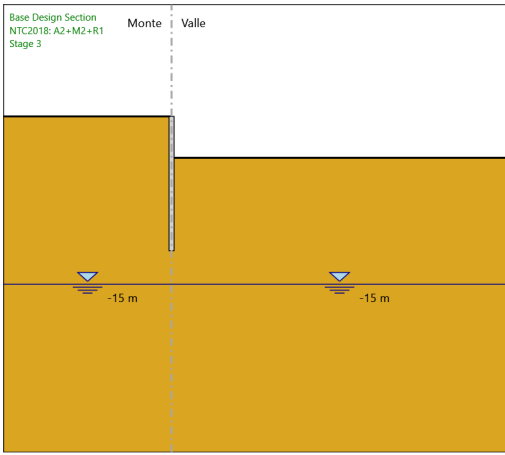 Base Design Section
NTC2018: A2+M2+R1
Stage 3
Monte Valle
-15 m -15 m